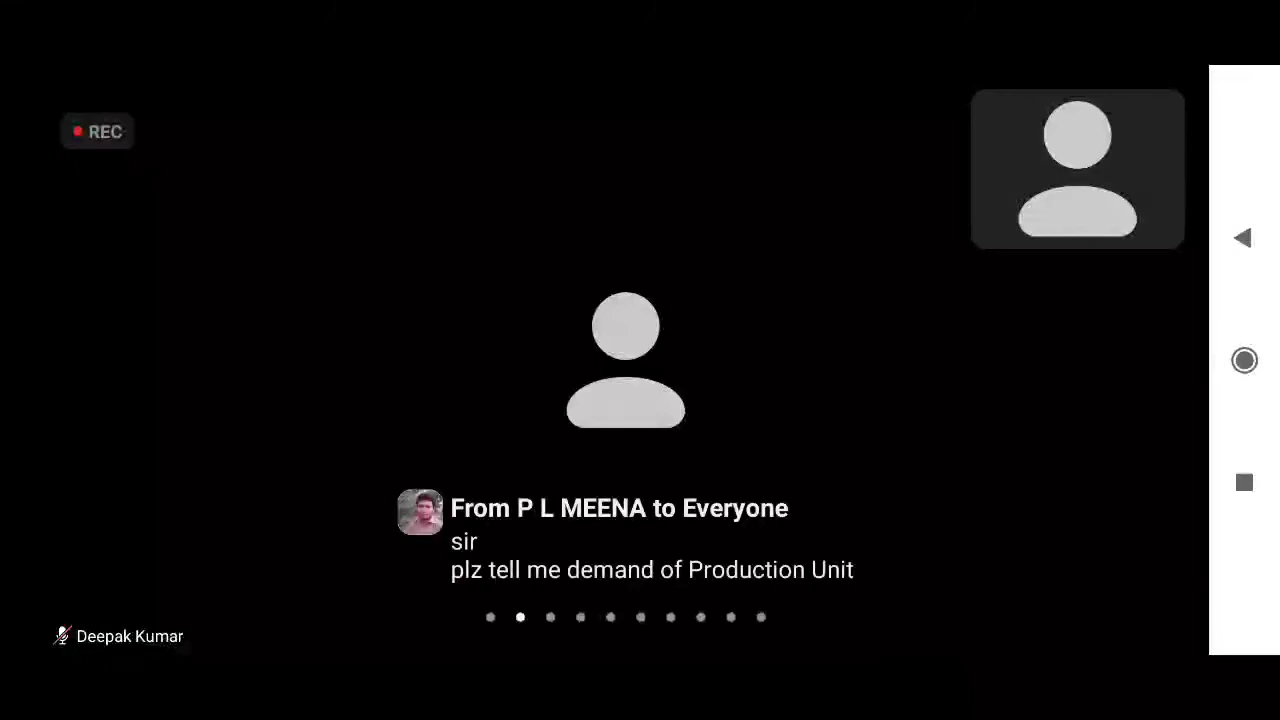 REC
From P L MEENA to Everyone
sir
plz tell me demand of Production Unit
Deepak Kumar